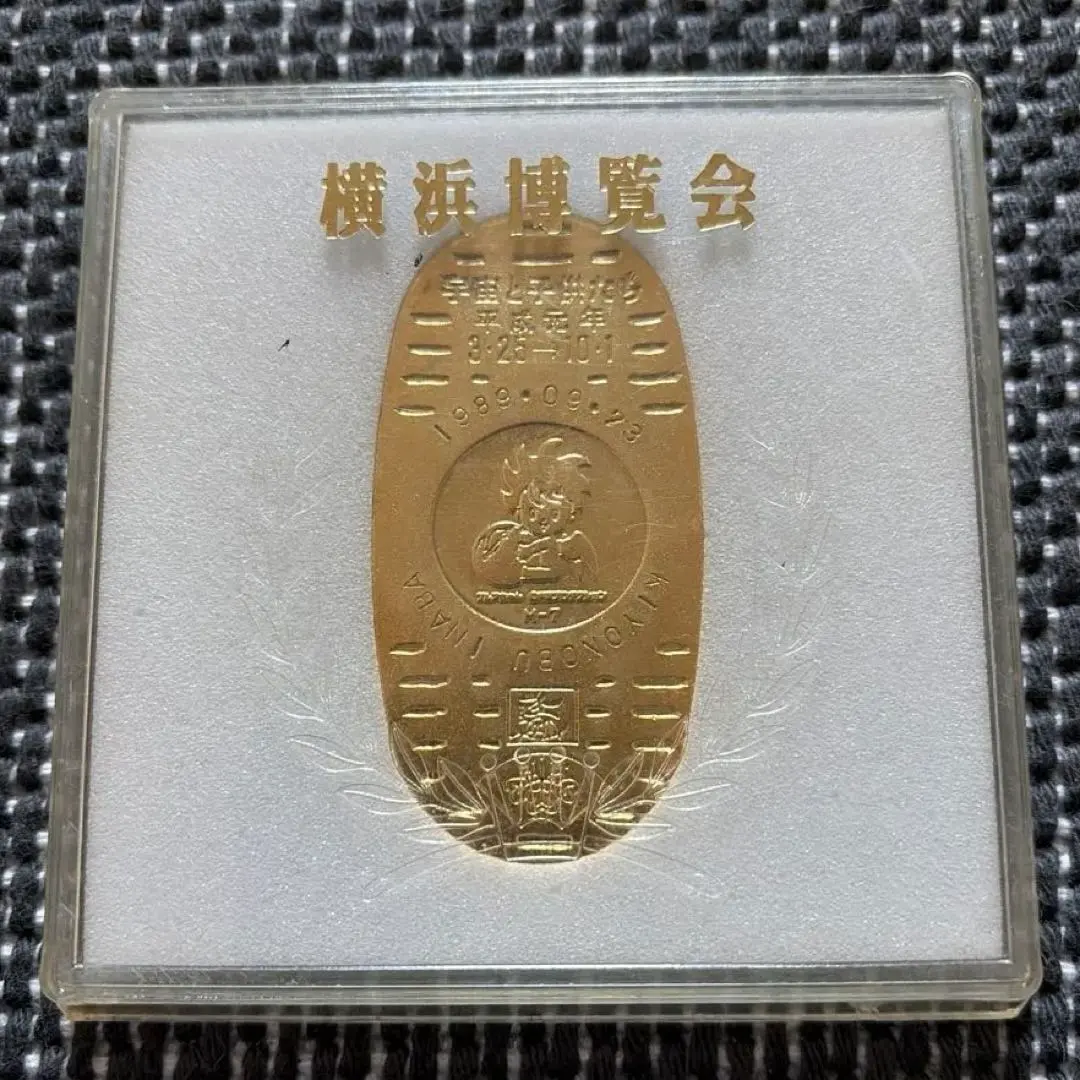 横浜博覧会
宇宙と子供たち
平成元年
3・25→10・1
1989・09・23
KIYONOBU INABA